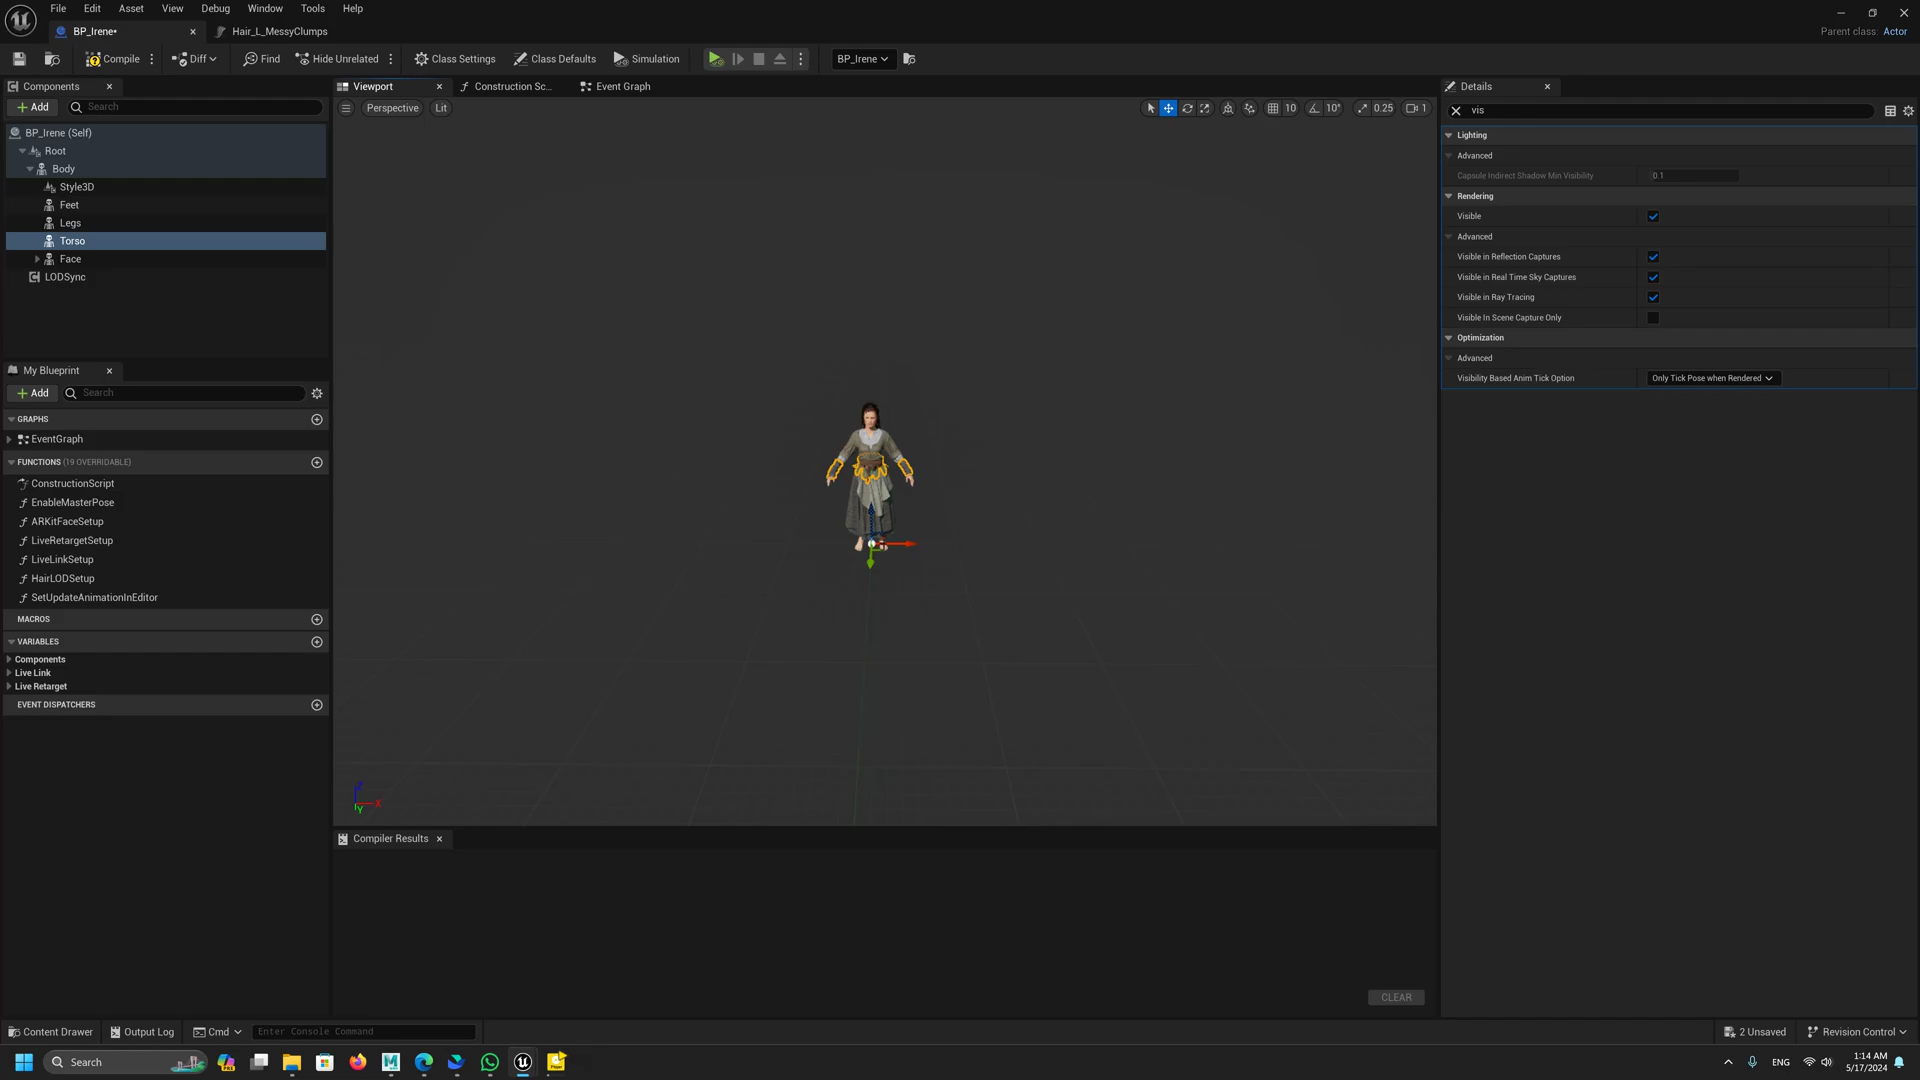 File Edit Asset View Debug Window Tools Help
BP_Irene•
Hair_L_MessyClumps
Parent class: Actor
Compile
Diff
Find
Hide Unrelated
Class Settings
Class Defaults
Simulation
BP_Irene
Components
Add
Search
BP_Irene (Self)
Root
Body
Style3D
Feet
Legs
Torso
Face
LODSync
My Blueprint
Add
Search
GRAPHS
EventGraph
FUNCTIONS (19 OVERRIDABLE)
ConstructionScript
EnableMasterPose
ARKitFaceSetup
LiveRetargetSetup
LiveLinkSetup
HairLODSetup
SetUpdateAnimationInEditor
MACROS
VARIABLES
Components
Live Link
Live Retarget
EVENT DISPATCHERS
Viewport
Construction Sc...
Event Graph
Perspective
Lit
10
10°
0.25
1
Z
X
Y
Compiler Results
CLEAR
Details
vis
Lighting
Advanced
Capsule Indirect Shadow Min Visibility 0.1
Rendering
Visible
Advanced
Visible in Reflection Captures
Visible in Real Time Sky Captures
Visible in Ray Tracing
Visible In Scene Capture Only
Optimization
Advanced
Visibility Based Anim Tick Option Only Tick Pose when Rendered
Content Drawer
Output Log
Cmd
Enter Console Command
2 Unsaved
Revision Control
Search
PRE
ENG
1:14 AM
5/17/2024